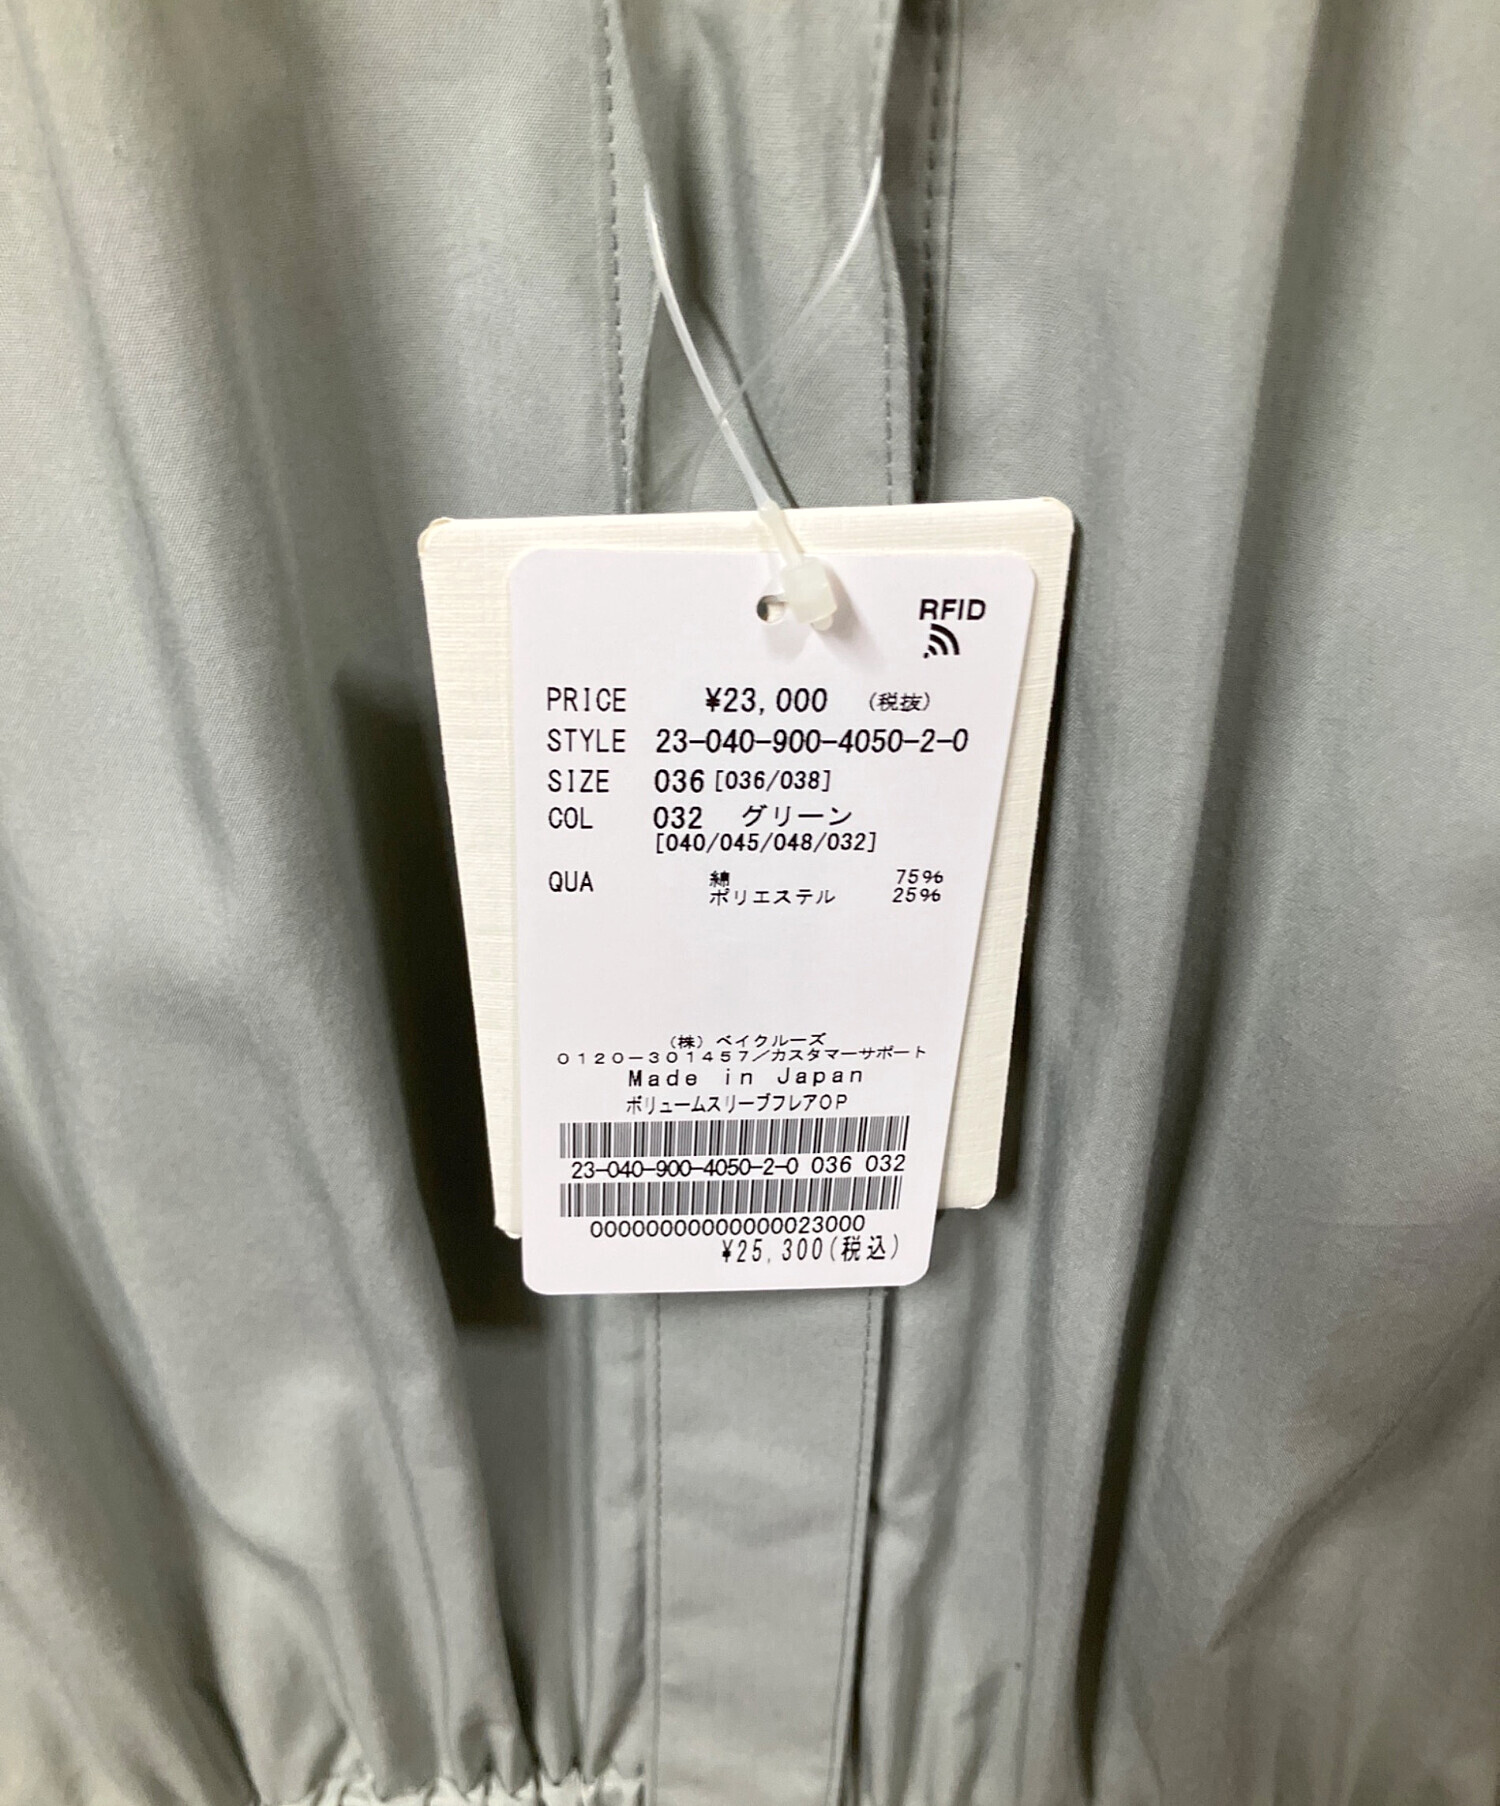 RFID
PRICE ¥23,000 (税抜)
STYLE 23-040-900-4050-2-0
SIZE 036 [036/038]
COL 032 グリーン
[040/045/048/032]
QUA 綿 75%
ポリエステル 25%
(株) ベイクルーズ
0120-301457/カスタマーサポート
Made in Japan
ボリュームスリーブフレアOP
23-040-900-4050-2-0 036 032
00000000000000023000
¥25,300(税込)